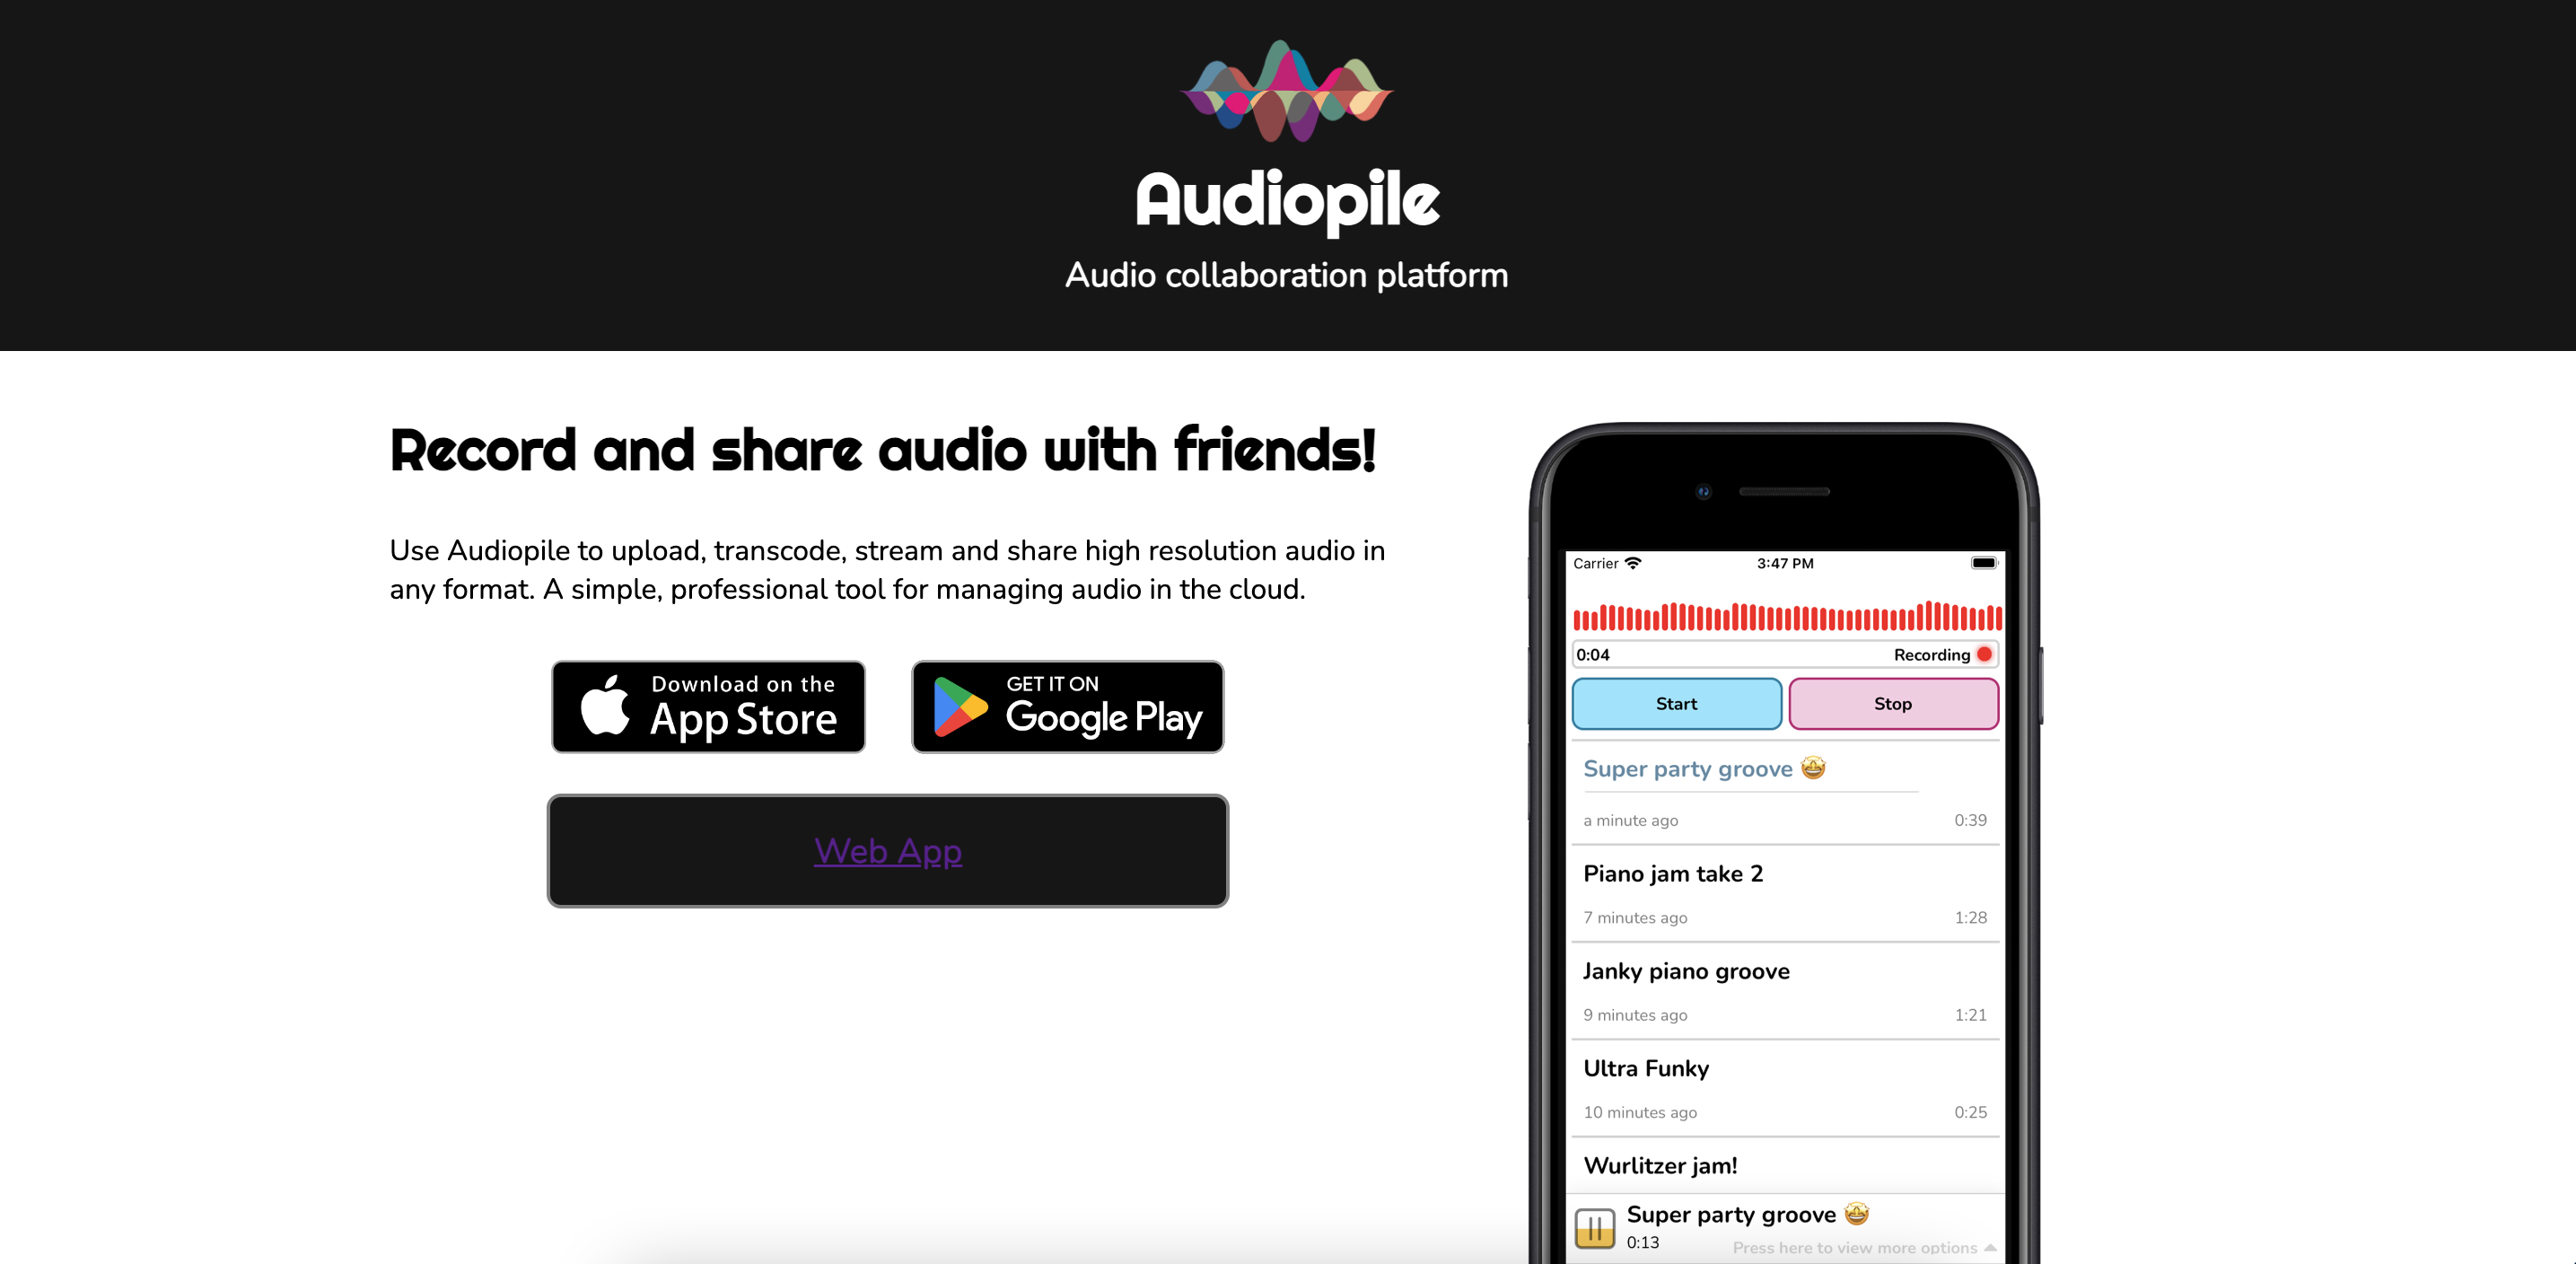 Audiopile
Audio collaboration platform
Record and share audio with friends!
Use Audiopile to upload, transcode, stream and share high resolution audio in
any format. A simple, professional tool for managing audio in the cloud.
Download on the
App Store
GET IT ON
Google Play
Web App
Carrier 3:47 PM
0:04 Recording
Start Stop
Super party groove 🤩
a minute ago 0:39
Piano jam take 2
7 minutes ago 1:28
Janky piano groove
9 minutes ago 1:21
Ultra Funky
10 minutes ago 0:25
Wurlitzer jam!
Super party groove 🤩
0:13
Press here to view more options